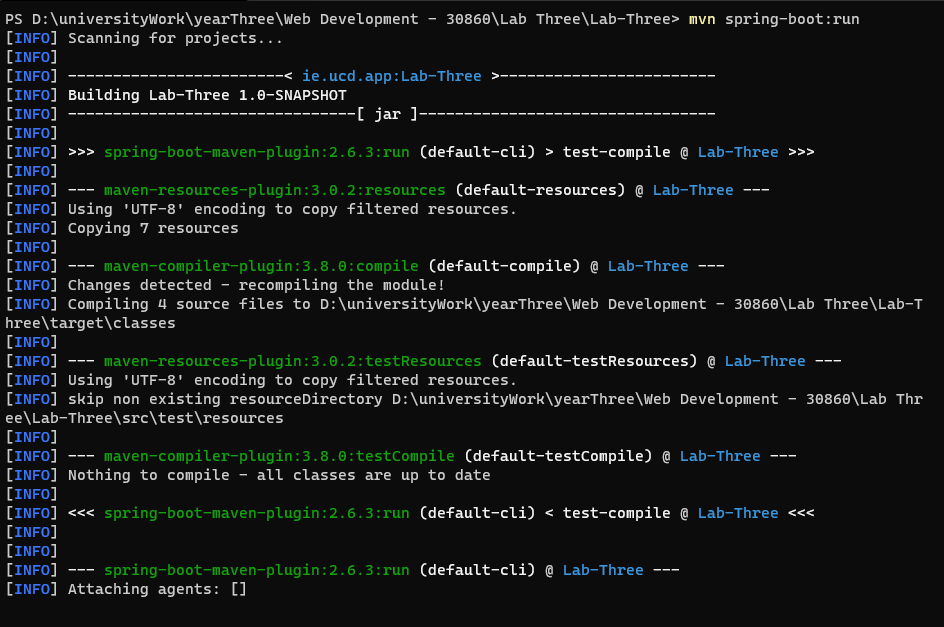 PS D:\universityWork\yearThree\Web Development - 30860\Lab Three\Lab-Three> mvn spring-boot:run
[INFO] Scanning for projects...
[INFO]
[INFO] ------------------------< ie.ucd.app:Lab-Three >------------------------
[INFO] Building Lab-Three 1.0-SNAPSHOT
[INFO] --------------------------------[ jar ]---------------------------------
[INFO]
[INFO] >>> spring-boot-maven-plugin:2.6.3:run (default-cli) > test-compile @ Lab-Three >>>
[INFO]
[INFO] --- maven-resources-plugin:3.0.2:resources (default-resources) @ Lab-Three ---
[INFO] Using 'UTF-8' encoding to copy filtered resources.
[INFO] Copying 7 resources
[INFO]
[INFO] --- maven-compiler-plugin:3.8.0:compile (default-compile) @ Lab-Three ---
[INFO] Changes detected - recompiling the module!
[INFO] Compiling 4 source files to D:\universityWork\yearThree\Web Development - 30860\Lab Three\Lab-T
hree\target\classes
[INFO]
[INFO] --- maven-resources-plugin:3.0.2:testResources (default-testResources) @ Lab-Three ---
[INFO] Using 'UTF-8' encoding to copy filtered resources.
[INFO] skip non existing resourceDirectory D:\universityWork\yearThree\Web Development - 30860\Lab Thr
ee\Lab-Three\src\test\resources
[INFO]
[INFO] --- maven-compiler-plugin:3.8.0:testCompile (default-testCompile) @ Lab-Three ---
[INFO] Nothing to compile - all classes are up to date
[INFO]
[INFO] <<< spring-boot-maven-plugin:2.6.3:run (default-cli) < test-compile @ Lab-Three <<<
[INFO]
[INFO]
[INFO] --- spring-boot-maven-plugin:2.6.3:run (default-cli) @ Lab-Three ---
[INFO] Attaching agents: []